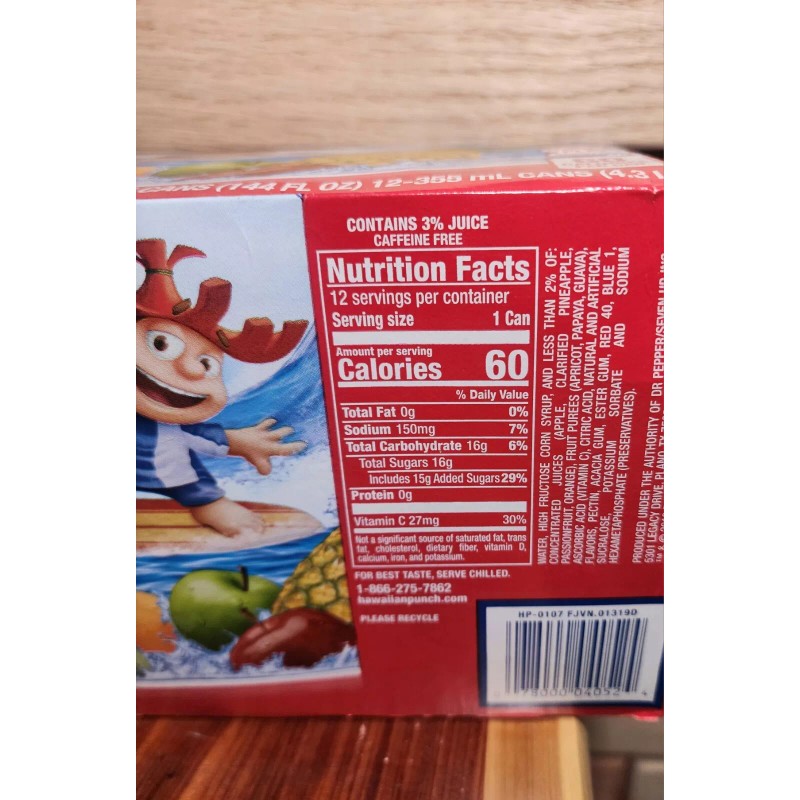 CANS (144 FL OZ) 12-355 mL CANS (4.3 L
CONTAINS 3% JUICE
CAFFEINE FREE
Nutrition Facts
12 servings per container
Serving size 1 Can
Amount per serving
Calories 60
% Daily Value
Total Fat 0g 0%
Sodium 150mg 7%
Total Carbohydrate 16g 6%
Total Sugars 16g
Includes 15g Added Sugars 29%
Protein 0g
Vitamin C 27mg 30%
Not a significant source of saturated fat, trans
fat, cholesterol, dietary fiber, vitamin D,
calcium, iron, and potassium.
FOR BEST TASTE, SERVE CHILLED.
1-866-275-7862
hawaiianpunch.com
PLEASE RECYCLE
WATER, HIGH FRUCTOSE CORN SYRUP, AND LESS THAN 2% OF:
CONCENTRATED JUICES (APPLE, CLARIFIED PINEAPPLE,
PASSIONFRUIT, ORANGE), FRUIT PUREES (APRICOT, PAPAYA, GUAVA),
ASCORBIC ACID (VITAMIN C), CITRIC ACID, NATURAL AND ARTIFICIAL
FLAVORS, PECTIN, ACACIA GUM, ESTER GUM, RED 40, BLUE 1,
SUCRALOSE, POTASSIUM SORBATE AND SODIUM
HEXAMETAPHOSPHATE (PRESERVATIVES).
PRODUCED UNDER THE AUTHORITY OF DR PEPPER/SEVEN UP, INC.
5301 LEGACY DRIVE, PLANO, TX
HP-0107 FJVN.01319D
78000 04052 4